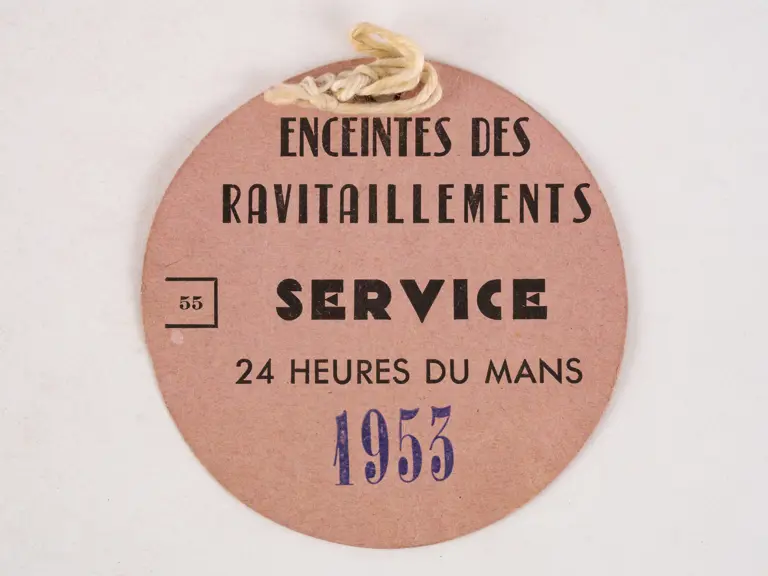 ENCEINTES DES
RAVITAILLEMENTS
55
SERVICE
24 HEURES DU MANS
1953